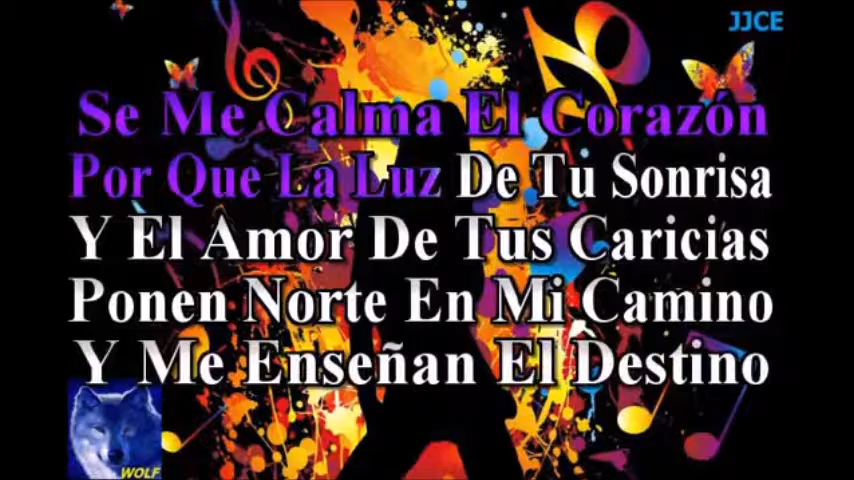 JJCE
Se Me Calma El Corazón
Por Que La Luz De Tu Sonrisa
Y El Amor De Tus Caricias
Ponen Norte En Mi Camino
Y Me Enseñan El Destino
WOLF